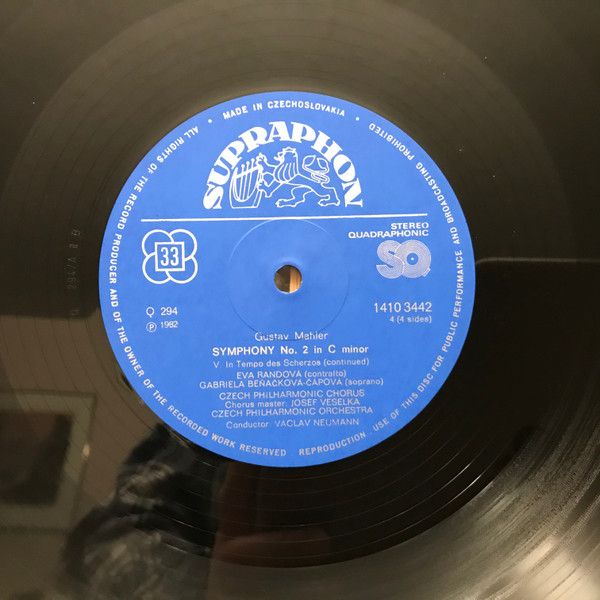 ALL RIGHTS OF THE RECORD PRODUCER AND OF THE OWNER OF THE RECORDED WORK RESERVED REPRODUCTION USE OF THIS DISC FOR PUBLIC PERFORMANCE AND BROADCASTING PROHIBITED
• MADE IN CZECHOSLOVAKIA •
SUPRAPHON
STEREO
QUADRAPHONIC
33
SQ
Q 294
1410 3442
Ⓟ 1982
4 (4 sides)
Gustav Mahler
SYMPHONY No. 2 in C minor
V In Tempo des Scherzos (continued)
EVA RANDOVÁ (contralto)
GABRIELA BEŇAČKOVÁ-ČÁPOVÁ (soprano)
CZECH PHILHARMONIC CHORUS
Chorus master: JOSEF VESELKA
CZECH PHILHARMONIC ORCHESTRA
Conductor VÁCLAV NEUMANN